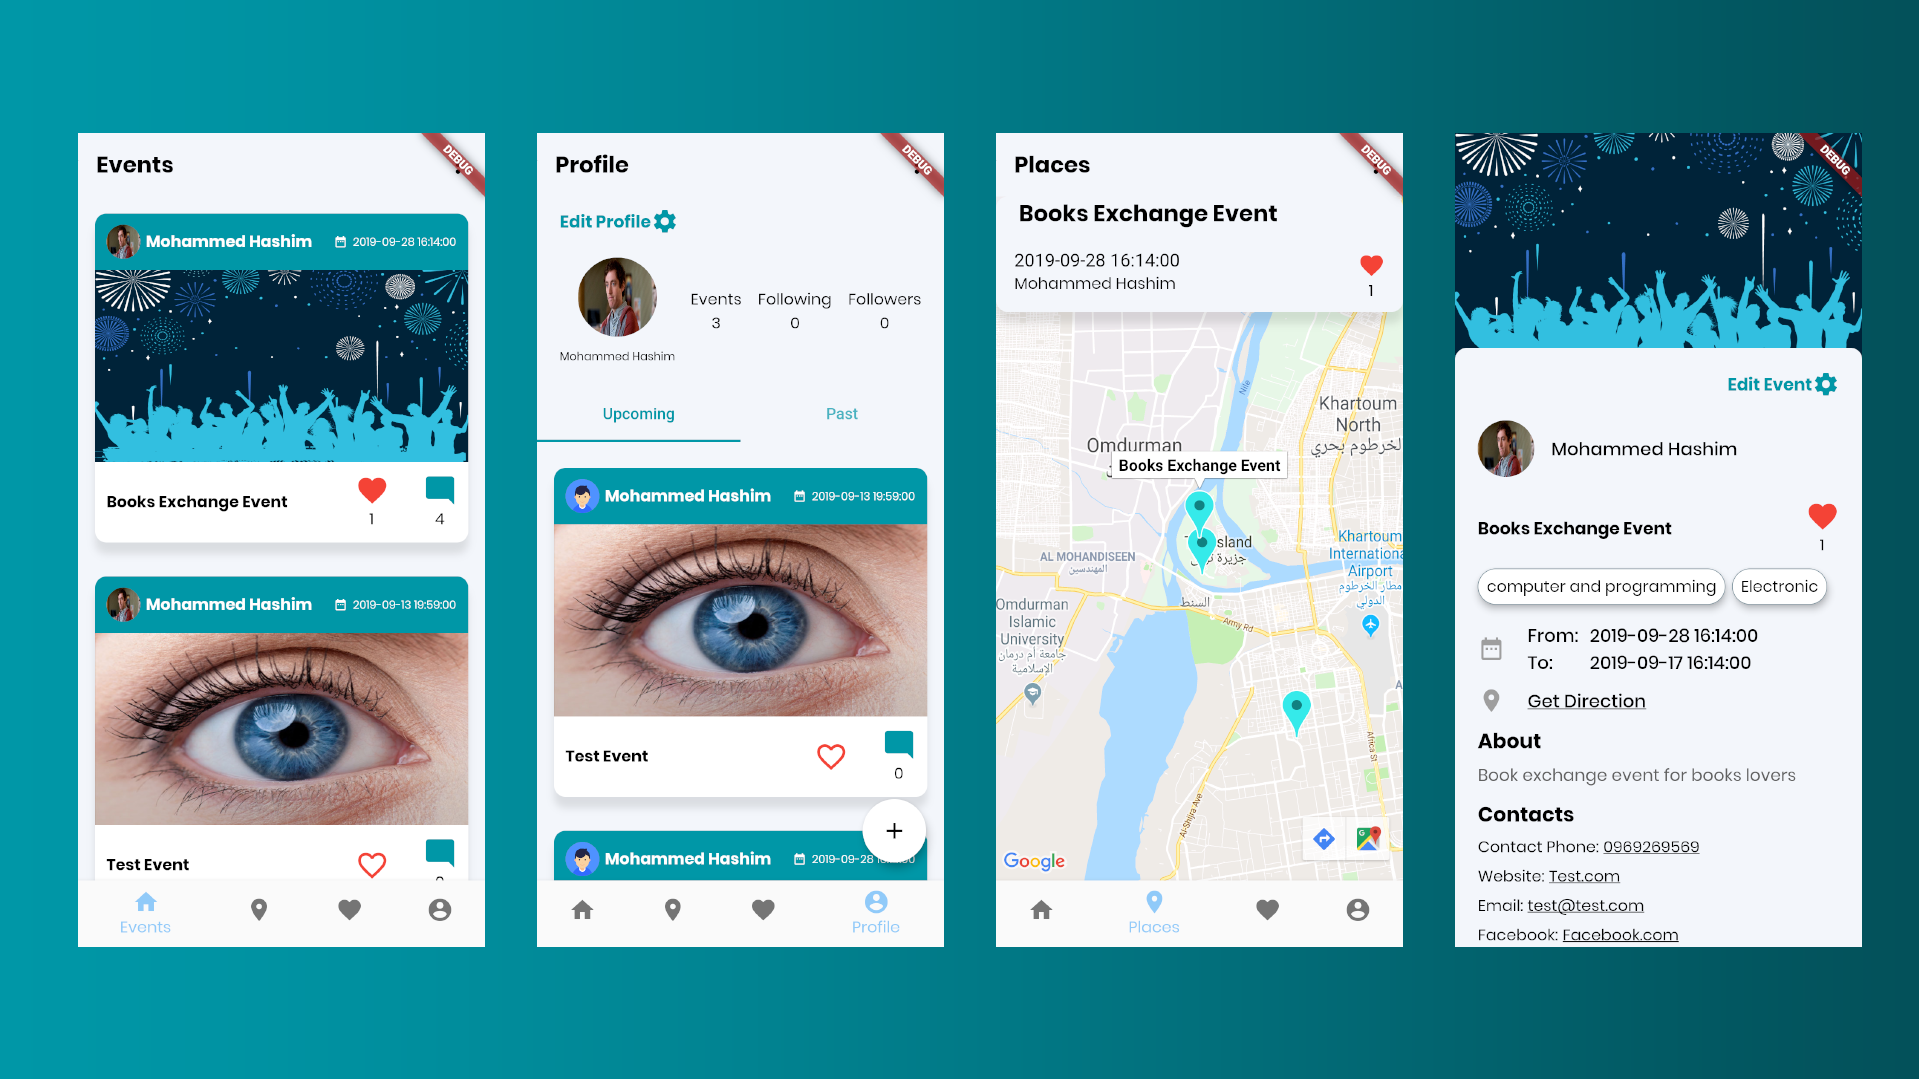 Events
DEBUG
Mohammed Hashim
2019-09-28 16:14:00
Books Exchange Event
1
4
Mohammed Hashim
2019-09-13 19:59:00
Test Event
Events
Profile
DEBUG
Edit Profile
Events Following Followers
3 0 0
Mohammed Hashim
Upcoming Past
Mohammed Hashim
2019-09-13 19:59:00
Test Event
0
Mohammed Hashim
2019-09-28
Profile
Places
DEBUG
Books Exchange Event
2019-09-28 16:14:00
Mohammed Hashim
1
Nile
Khartoum
North
الخرطوم بحري
Omdurman
Books Exchange Event
جزيرة توتي
AL MOHANDISEEN
المهندسين
Khartoum
International
Airport
مطار الخرطوم
الدولي
السنط
Army Rd
Omdurman
Islamic
University
جامعة أم درمان
الإسلامية
Africa St
Al-Shijra Ave
Google
Places
DEBUG
Edit Event
Mohammed Hashim
Books Exchange Event
1
computer and programming
Electronic
From: 2019-09-28 16:14:00
To: 2019-09-17 16:14:00
Get Direction
About
Book exchange event for books lovers
Contacts
Contact Phone: 0969269569
Website: Test.com
Email: test@test.com
Facebook: Facebook.com